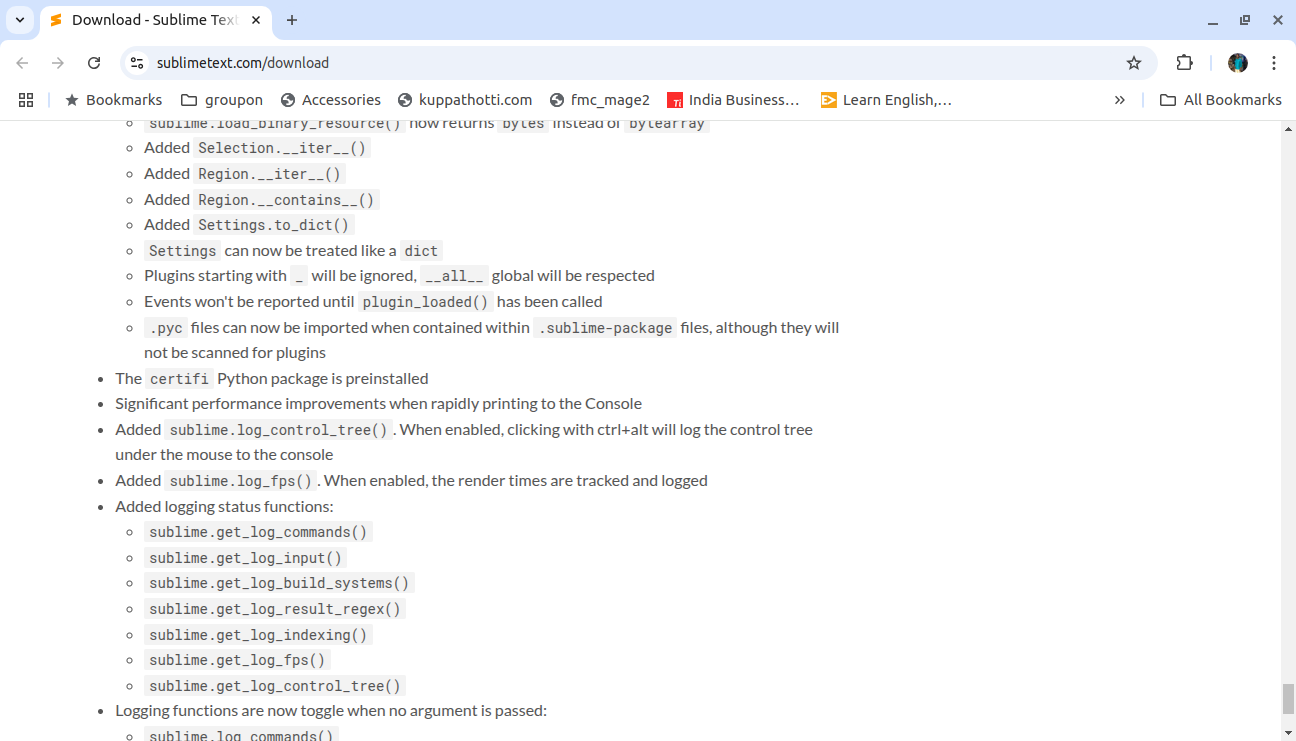 Download - Sublime Text
sublimetext.com/download
Bookmarks groupon Accessories kuppathotti.com fmc_mage2 India Business… Learn English,… All Bookmarks
sublime.load_binary_resource() now returns bytes instead of bytearray
Added Selection.__iter__()
Added Region.__iter__()
Added Region.__contains__()
Added Settings.to_dict()
Settings can now be treated like a dict
Plugins starting with _ will be ignored, __all__ global will be respected
Events won't be reported until plugin_loaded() has been called
.pyc files can now be imported when contained within .sublime-package files, although they will
not be scanned for plugins
The certifi Python package is preinstalled
Significant performance improvements when rapidly printing to the Console
Added sublime.log_control_tree(). When enabled, clicking with ctrl+alt will log the control tree
under the mouse to the console
Added sublime.log_fps(). When enabled, the render times are tracked and logged
Added logging status functions:
sublime.get_log_commands()
sublime.get_log_input()
sublime.get_log_build_systems()
sublime.get_log_result_regex()
sublime.get_log_indexing()
sublime.get_log_fps()
sublime.get_log_control_tree()
Logging functions are now toggle when no argument is passed:
sublime.log_commands()